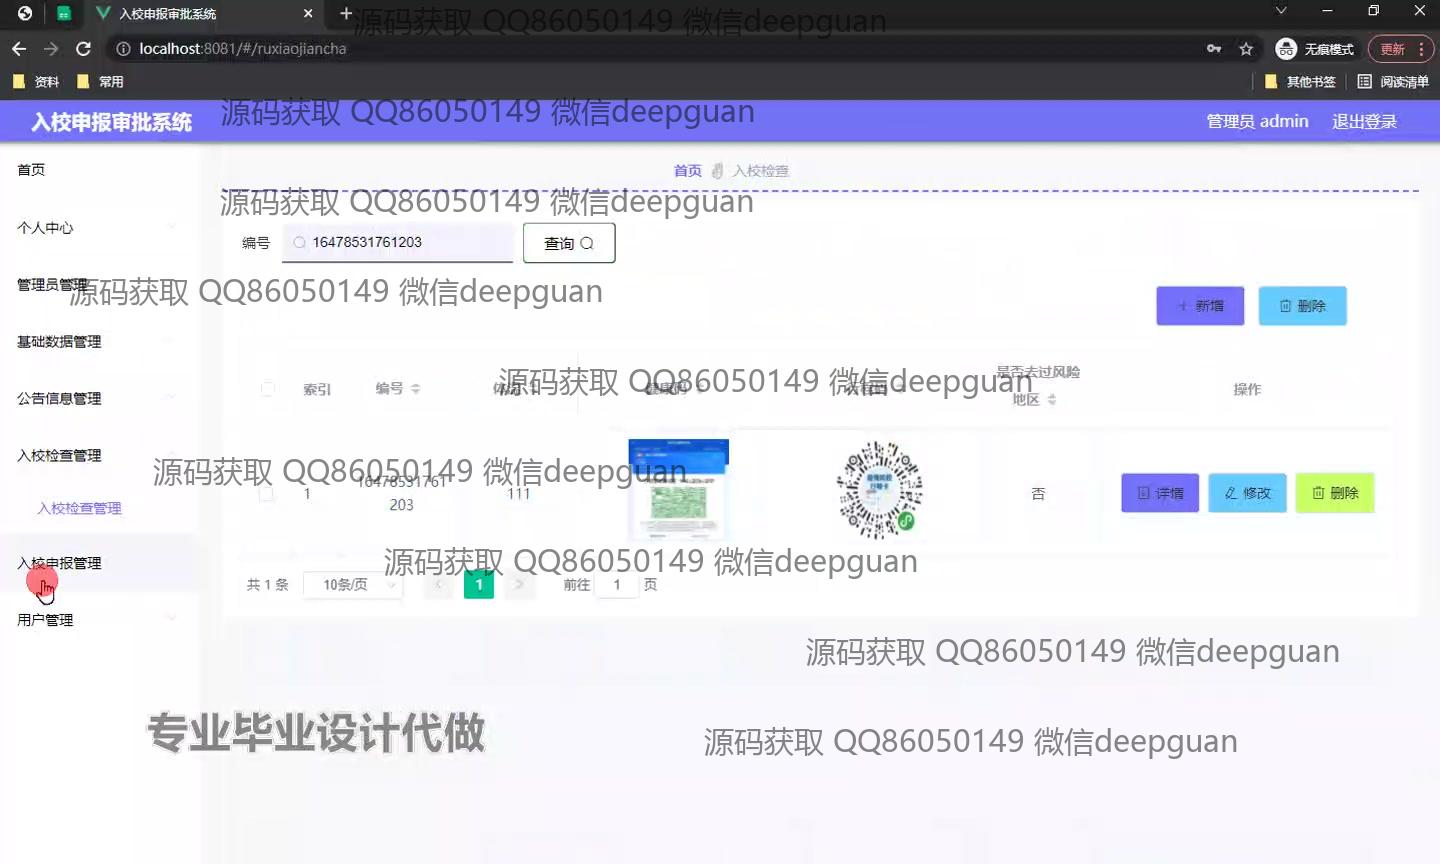 入校申报审批系统
源码获取 QQ86050149 微信deepguan
localhost:8081/#/ruxiaojiancha
无痕模式
更新
资料
常用
其他书签
阅读清单
入校申报审批系统
源码获取 QQ86050149 微信deepguan
管理员 admin
退出登录
首页
首页
入校检查
源码获取 QQ86050149 微信deepguan
个人中心
编号
16478531761203
查询
管理员管理
源码获取 QQ86050149 微信deepguan
+ 新增
删除
基础数据管理
索引
编号
源码获取 QQ86050149 微信deepguan
是否去过风险
地区
操作
公告信息管理
入校检查管理
源码获取 QQ86050149 微信deepguan
1
16478531761
203
111
否
详情
修改
删除
入校检查管理
入校申报管理
源码获取 QQ86050149 微信deepguan
共 1 条
10条/页
1
前往
1
页
用户管理
源码获取 QQ86050149 微信deepguan
专业毕业设计代做
源码获取 QQ86050149 微信deepguan